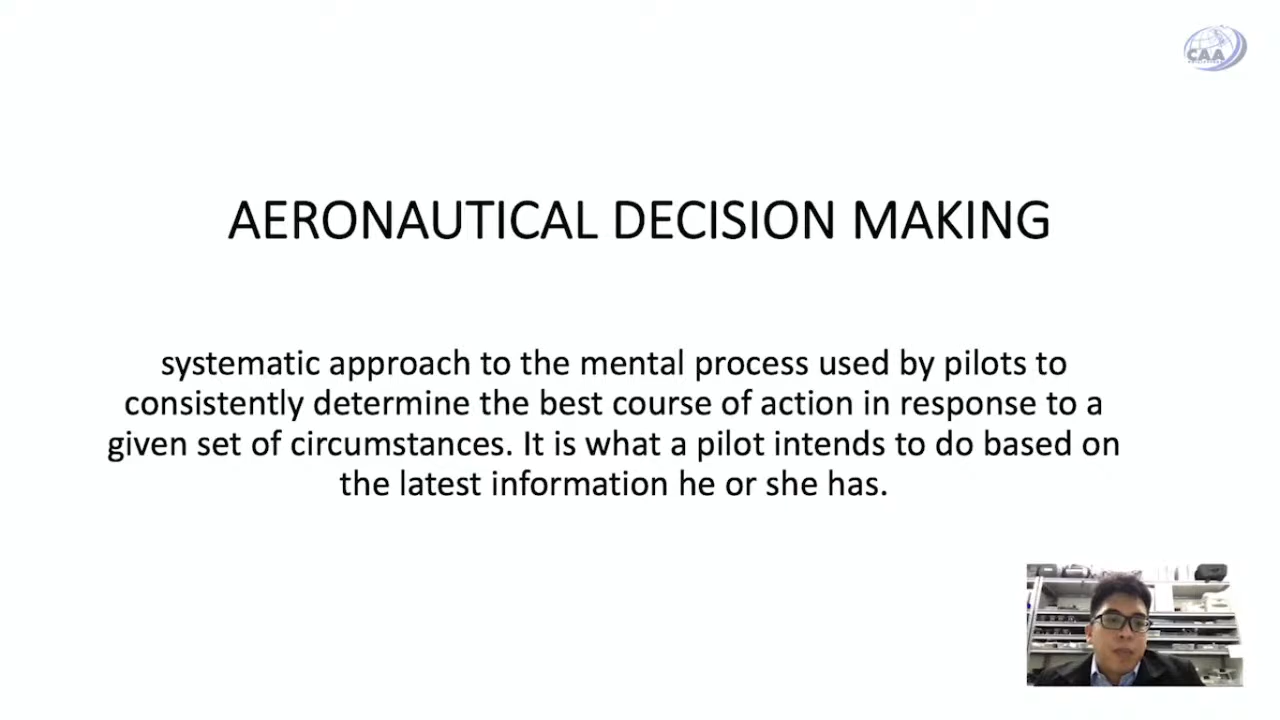 CAA
AERONAUTICAL DECISION MAKING
systematic approach to the mental process used by pilots to
consistently determine the best course of action in response to a
given set of circumstances. It is what a pilot intends to do based on
the latest information he or she has.